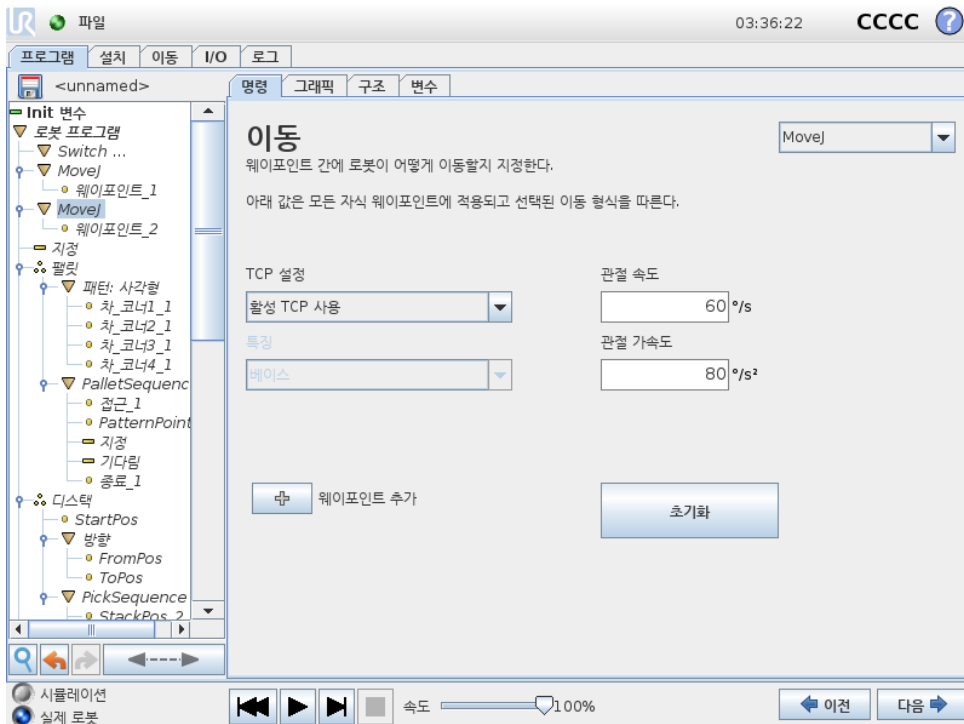 UR 파일 03:36:22 CCCC ?
프로그램 설치 이동 I/O 로그
<unnamed>
명령 그래픽 구조 변수
Init 변수
로봇 프로그램
Switch ...
MoveJ
웨이포인트_1
MoveJ
웨이포인트_2
지정
팔릿
패턴: 사각형
차_코너1_1
차_코너2_1
차_코너3_1
차_코너4_1
PalletSequenc
접근_1
PatternPoint
지정
기다림
종료_1
디스택
StartPos
방향
FromPos
ToPos
PickSequence
StackPos_2
이동
MoveJ
웨이포인트 간에 로봇이 어떻게 이동할지 지정한다.
아래 값은 모든 자식 웨이포인트에 적용되고 선택된 이동 형식을 따른다.
TCP 설정
활성 TCP 사용
특징
베이스
관절 속도
60 °/s
관절 가속도
80 °/s²
웨이포인트 추가
초기화
시뮬레이션
실제 로봇
속도 100%
이전 다음